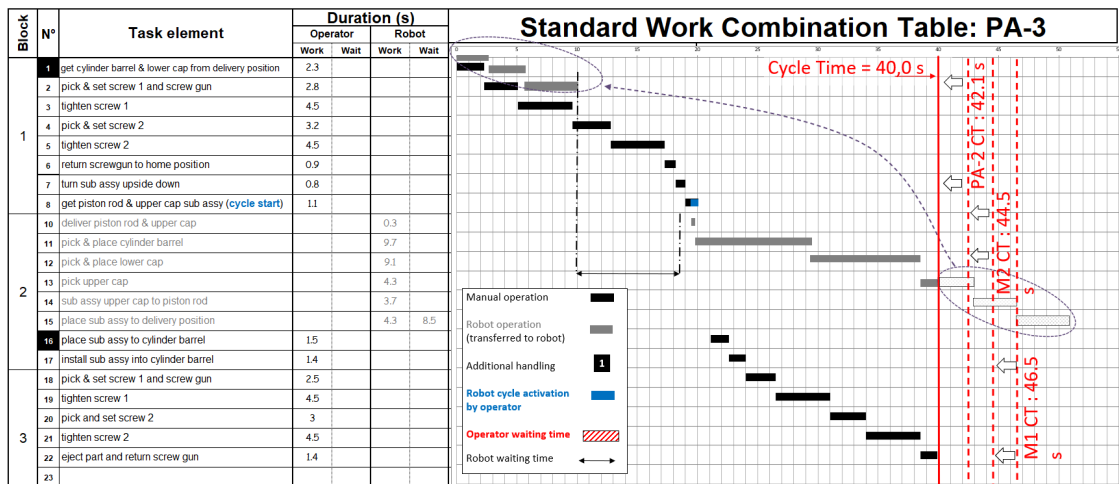 Standard Work Combination Table: PA-3
Block N° Task element Duration (s)
Operator Robot
Work Wait Work Wait
0 5 10 15 20 25 30 35 40 45 50
1
1 get cylinder barrel & lower cap from delivery position 2.3
2 pick & set screw 1 and screw gun 2.8
3 tighten screw 1 4.5
4 pick & set screw 2 3.2
5 tighten screw 2 4.5
6 return screwgun to home position 0.9
7 turn sub assy upside down 0.8
8 get piston rod & upper cap sub assy (cycle start) 1.1
2
10 deliver piston rod & upper cap 0.3
11 pick & place cylinder barrel 9.7
12 pick & place lower cap 9.1
13 pick upper cap 4.3
14 sub assy upper cap to piston rod 3.7
15 place sub assy to delivery position 4.3 8.5
16 place sub assy to cylinder barrel 1.5
17 install sub assy into cylinder barrel 1.4
3
18 pick & set screw 1 and screw gun 2.5
19 tighten screw 1 4.5
20 pick and set screw 2 3
21 tighten screw 2 4.5
22 eject part and return screw gun 1.4
23
Cycle Time = 40,0 s
PA-2 CT : 42.1 s
M2 CT : 44.5
s
M1 CT : 46.5
s
Manual operation
Robot operation
(transferred to robot)
Additional handling 1
Robot cycle activation
by operator
Operator waiting time
Robot waiting time